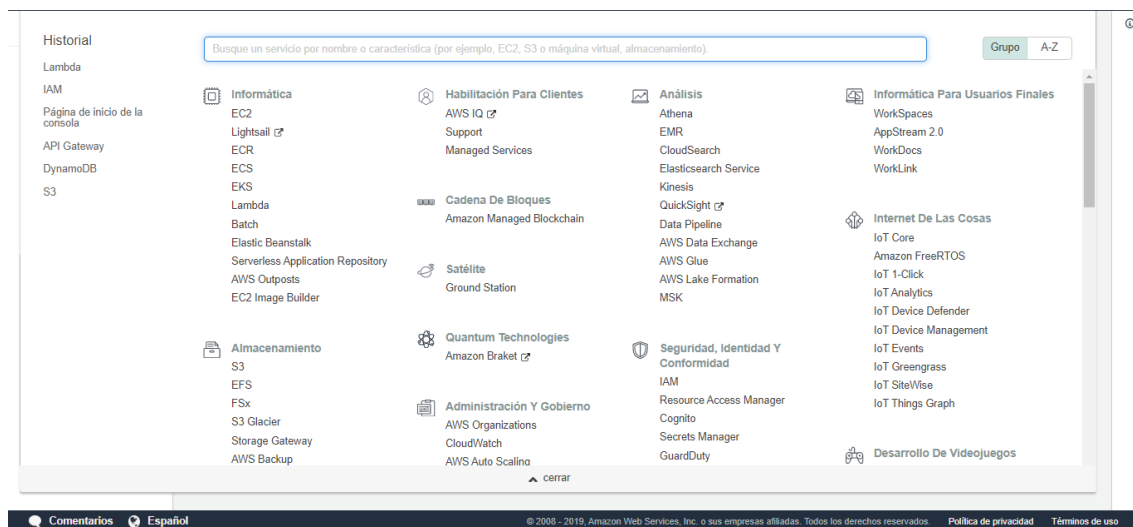 Historial
Lambda
IAM
Página de inicio de la
consola
API Gateway
DynamoDB
S3
Busque un servicio por nombre o característica (por ejemplo, EC2, S3 o máquina virtual, almacenamiento).
Grupo
A-Z
Informática
EC2
Lightsail
ECR
ECS
EKS
Lambda
Batch
Elastic Beanstalk
Serverless Application Repository
AWS Outposts
EC2 Image Builder
Almacenamiento
S3
EFS
FSx
S3 Glacier
Storage Gateway
AWS Backup
Habilitación Para Clientes
AWS IQ
Support
Managed Services
Cadena De Bloques
Amazon Managed Blockchain
Satélite
Ground Station
Quantum Technologies
Amazon Braket
Administración Y Gobierno
AWS Organizations
CloudWatch
AWS Auto Scaling
Análisis
Athena
EMR
CloudSearch
Elasticsearch Service
Kinesis
QuickSight
Data Pipeline
AWS Data Exchange
AWS Glue
AWS Lake Formation
MSK
Seguridad, Identidad Y
Conformidad
IAM
Resource Access Manager
Cognito
Secrets Manager
GuardDuty
Informática Para Usuarios Finales
WorkSpaces
AppStream 2.0
WorkDocs
WorkLink
Internet De Las Cosas
IoT Core
Amazon FreeRTOS
IoT 1-Click
IoT Analytics
IoT Device Defender
IoT Device Management
IoT Events
IoT Greengrass
IoT SiteWise
IoT Things Graph
Desarrollo De Videojuegos
cerrar
Comentarios
Español
© 2008 - 2019, Amazon Web Services, Inc. o sus empresas afiliadas. Todos los derechos reservados.
Política de privacidad
Términos de uso